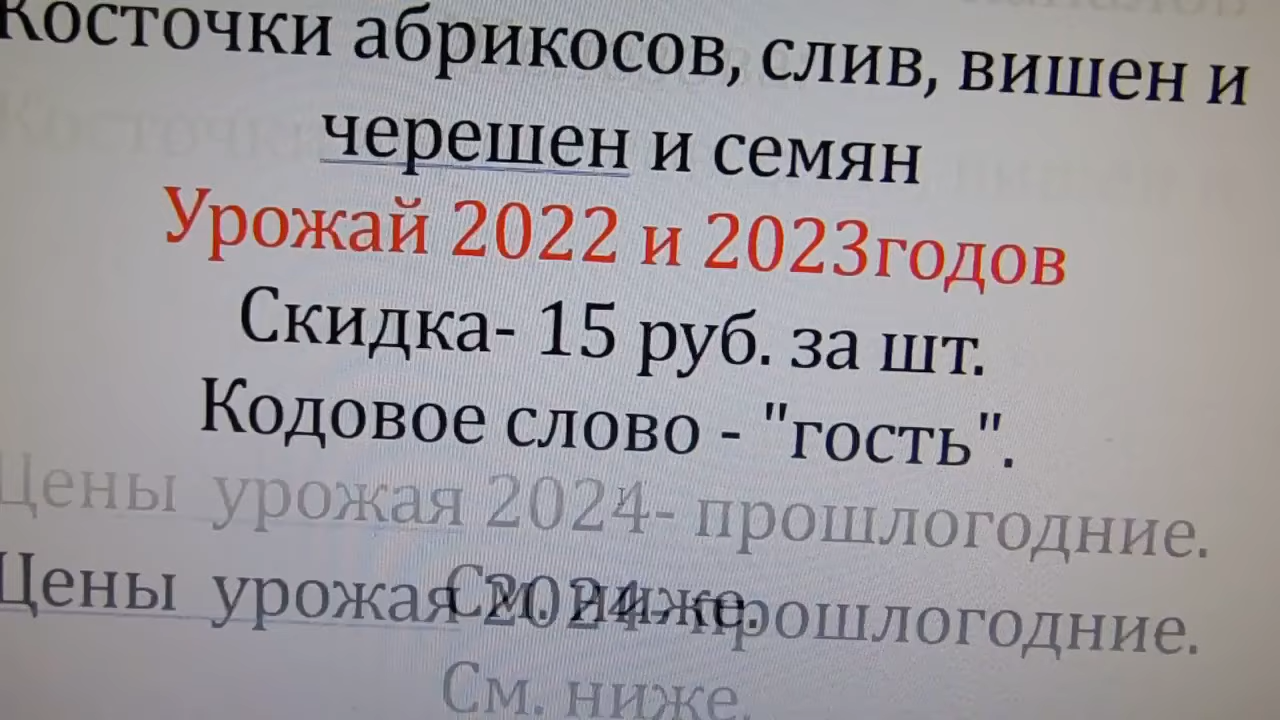 Косточки абрикосов, слив, вишен и
черешен и семян
Урожай 2022 и 2023годов
Скидка- 15 руб. за шт.
Кодовое слово - "гость".
Цены урожая 2024- прошлогодние.
См. ниже.
Цены урожая 2024- прошлогодние.
См. ниже.